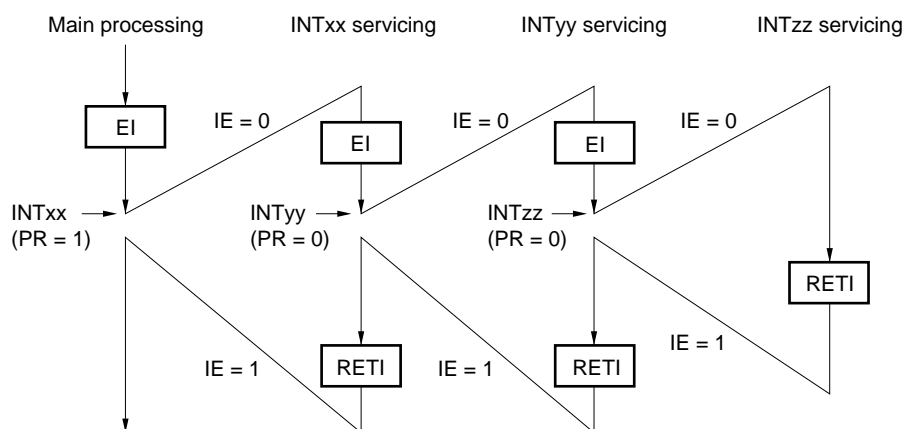 Main processing INTxx servicing INTyy servicing INTzz servicing
IE = 0 IE = 0 IE = 0
EI EI EI
INTxx INTyy INTzz
(PR = 1) (PR = 0) (PR = 0)
RETI
IE = 1 RETI IE = 1 RETI IE = 1